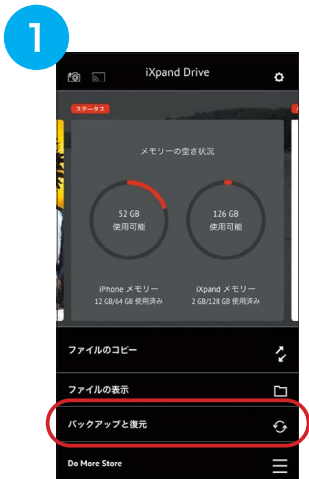 1
iXpand Drive
ステータス
メモリーの空き状況
52 GB
使用可能
126 GB
使用可能
iPhone メモリー
12 GB/64 GB 使用済み
iXpand メモリー
2 GB/128 GB 使用済み
ファイルのコピー
ファイルの表示
バックアップと復元
Do More Store